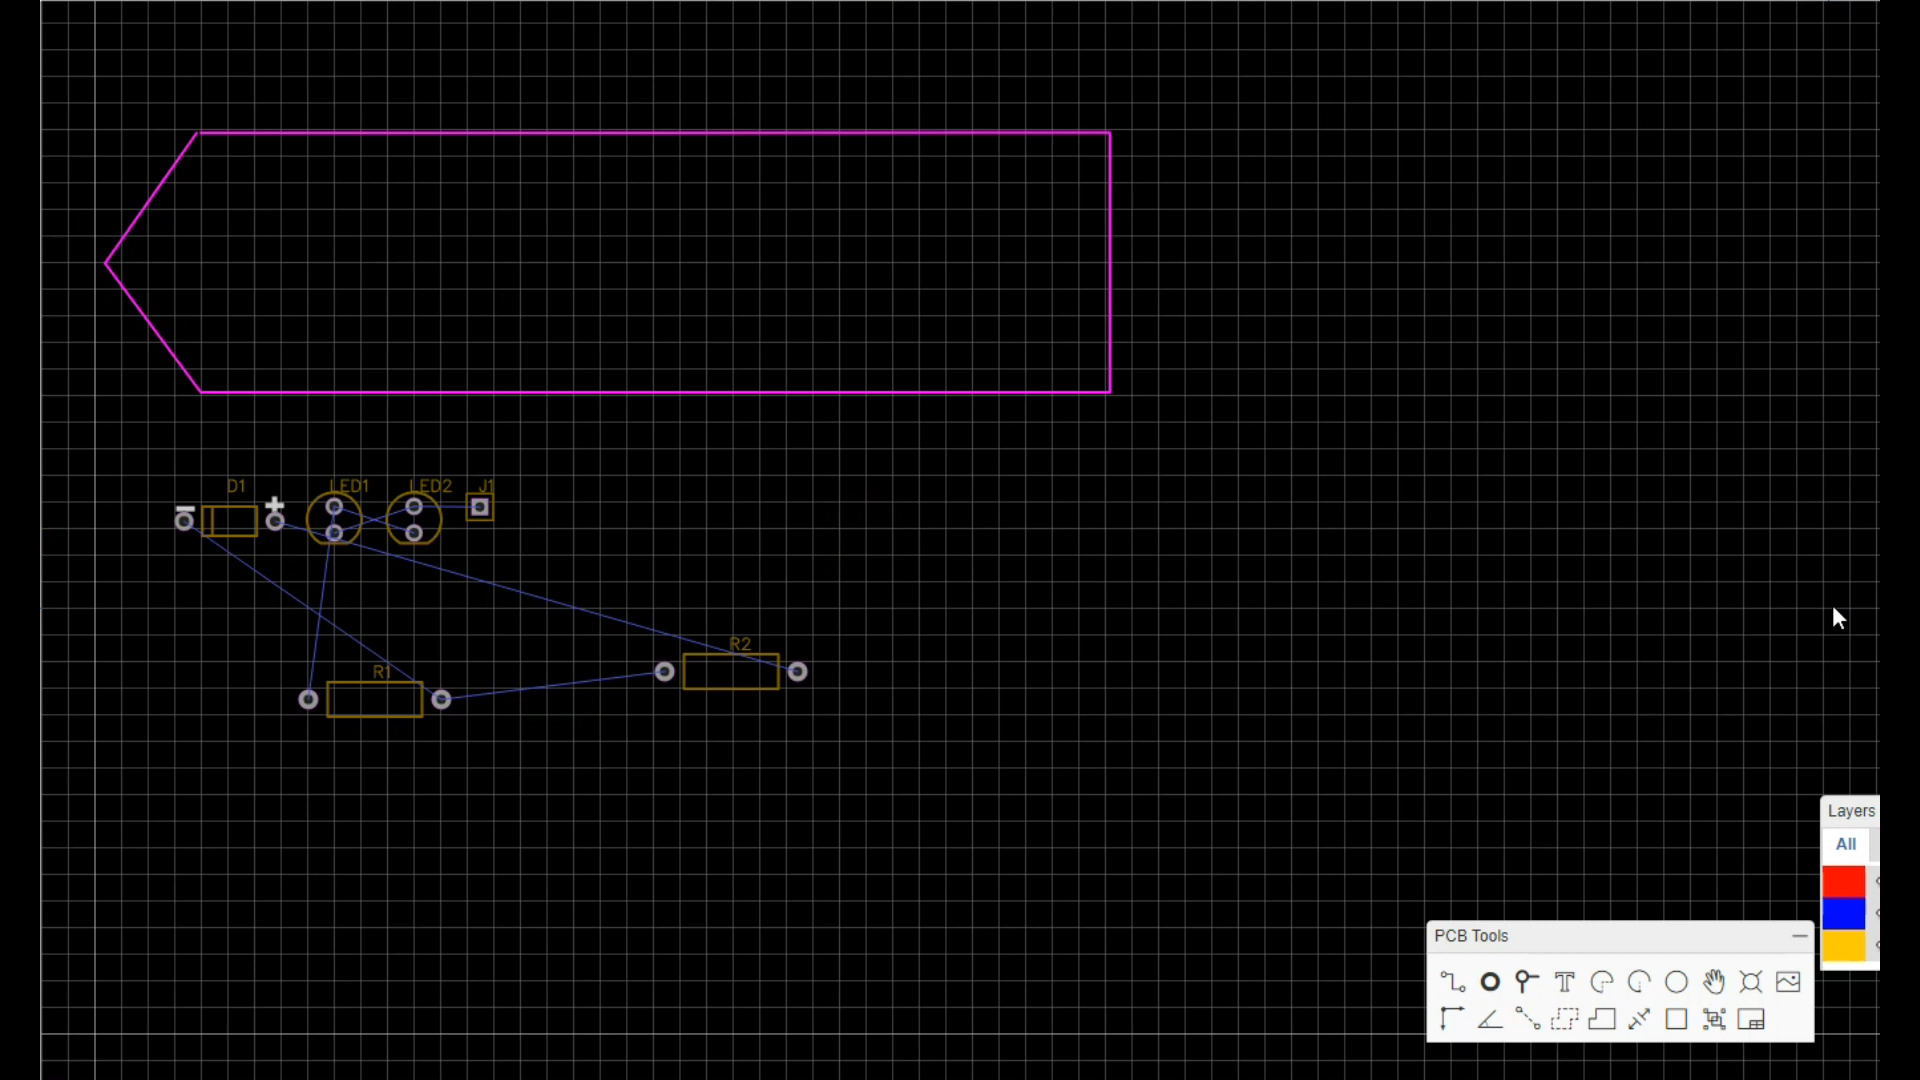 D1
LED1
LED2
J1
R2
R1
Layers
All
PCB Tools
T